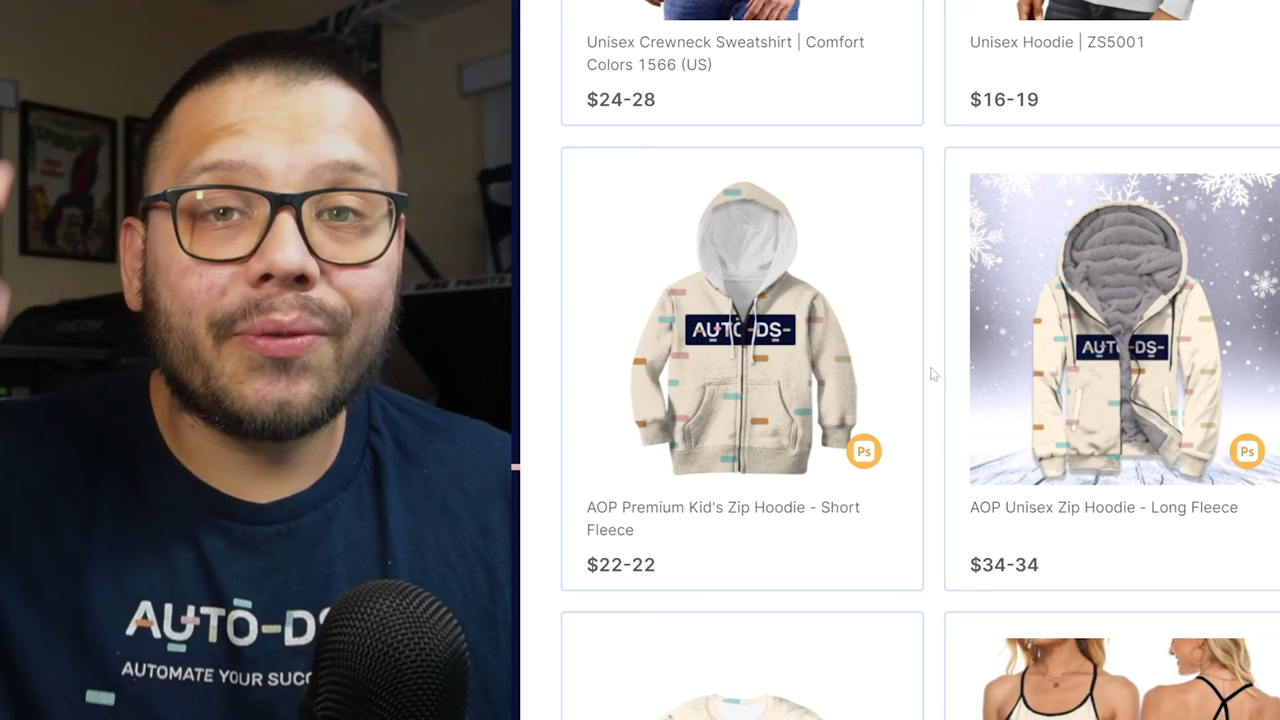 AUTO-DS
AUTOMATE YOUR SUCC
RICOH
Unisex Crewneck Sweatshirt | Comfort
Colors 1566 (US)
$24-28
Unisex Hoodie | ZS5001
$16-19
AUTO-DS-
Ps
AOP Premium Kid's Zip Hoodie - Short
Fleece
$22-22
AUTO-DS-
Ps
AOP Unisex Zip Hoodie - Long Fleece
$34-34